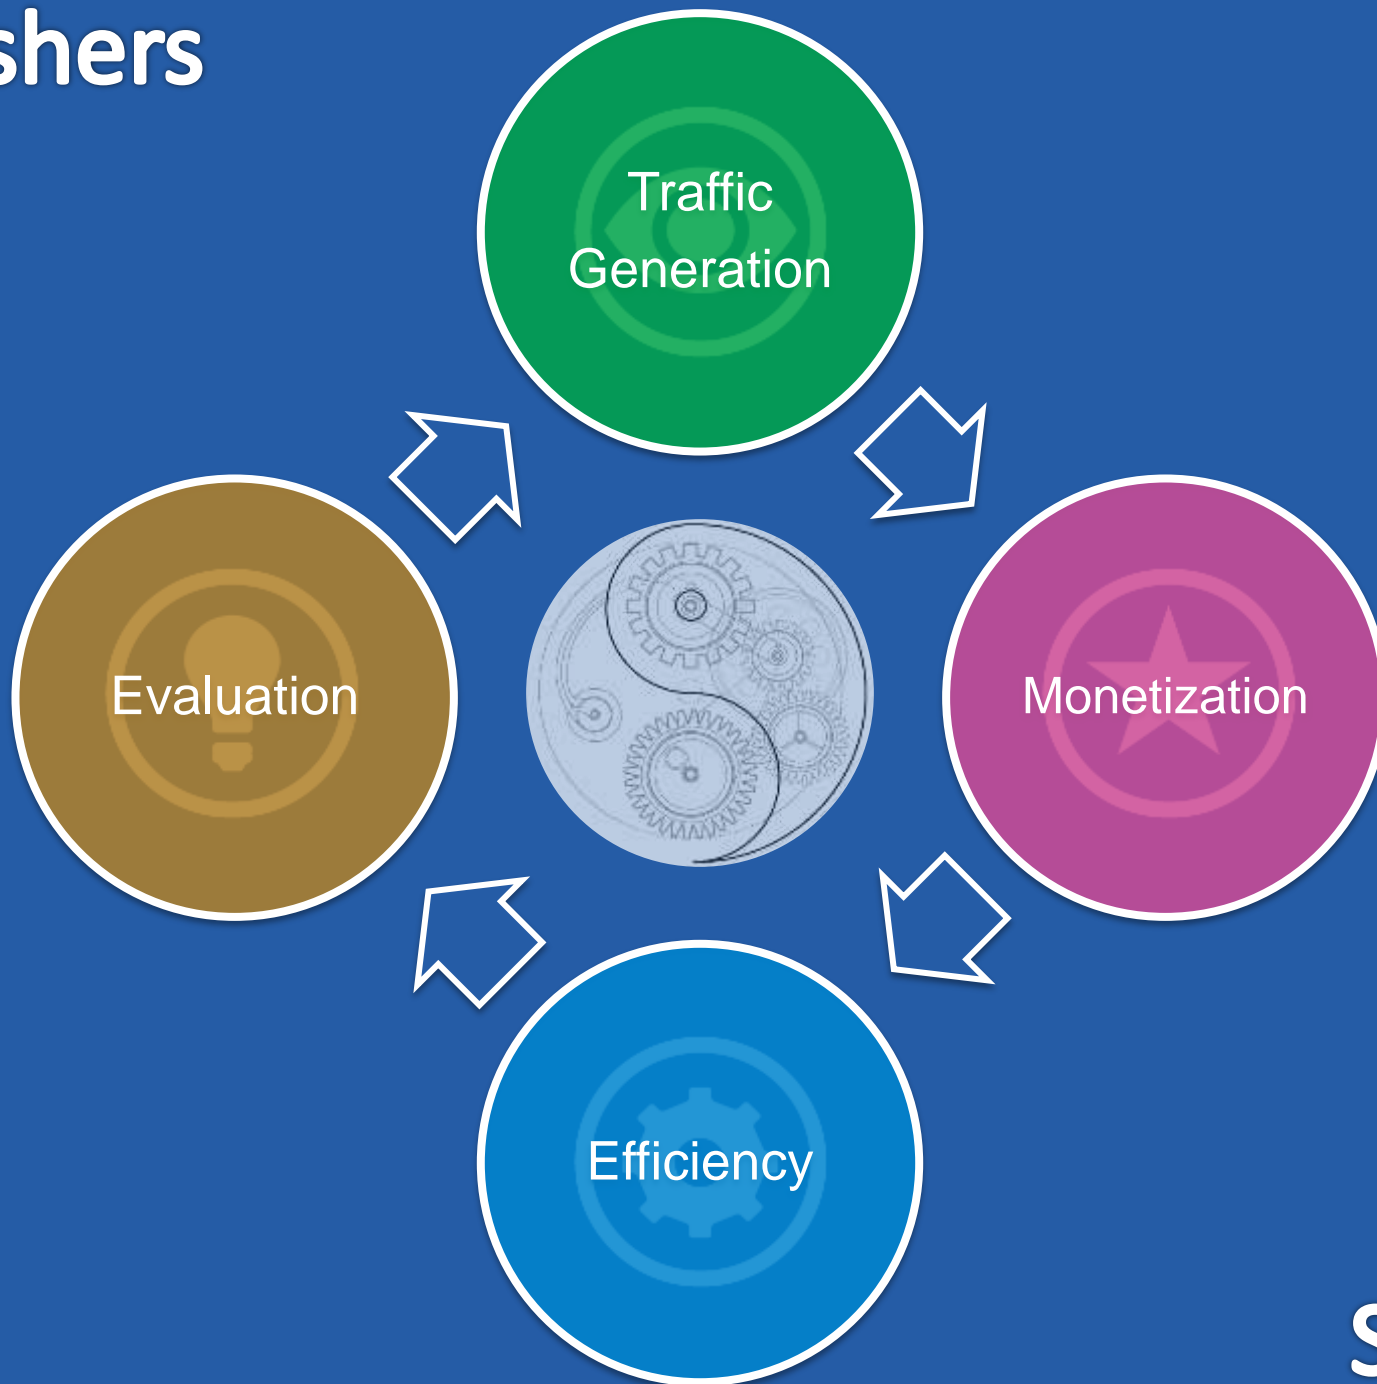 shers
Traffic
Generation
Evaluation
Monetization
Efficiency
S